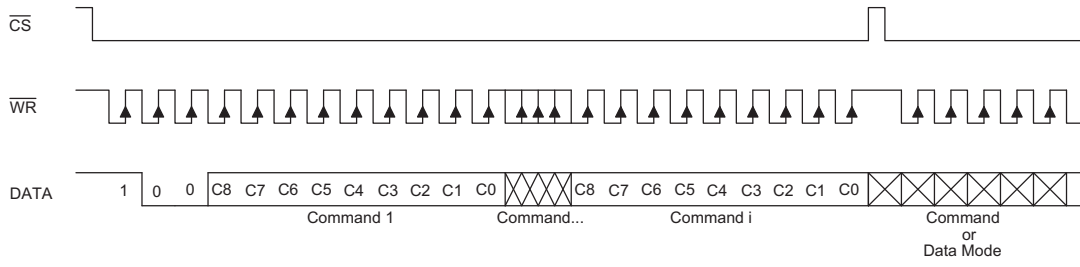 CS
WR
DATA 1 0 0 C8 C7 C6 C5 C4 C3 C2 C1 C0 C8 C7 C6 C5 C4 C3 C2 C1 C0
Command 1 Command... Command i Command
or
Data Mode